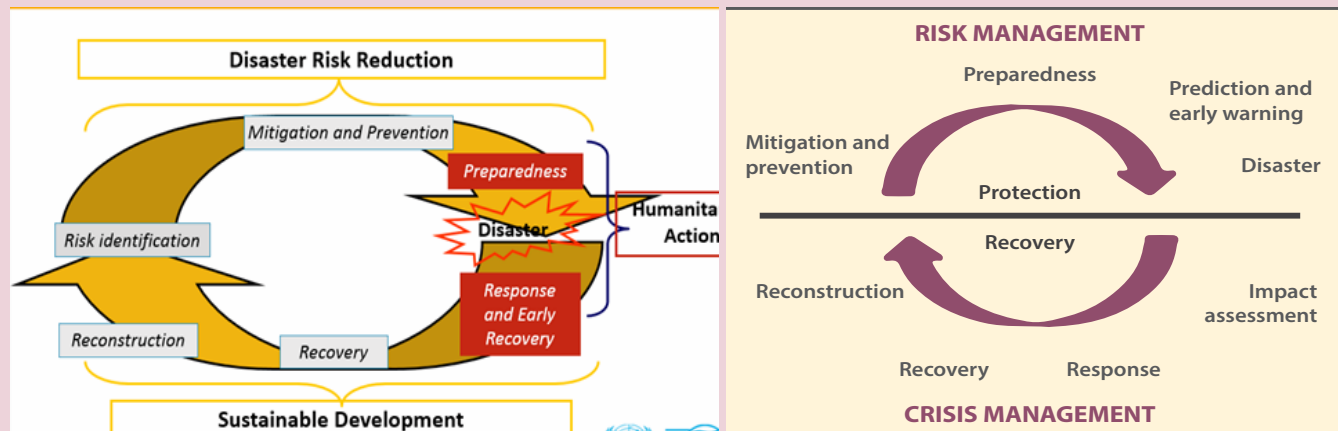 Disaster Risk Reduction
Mitigation and Prevention
Preparedness
Disaster
Humanita
Action
Risk identification
Response
and Early
Recovery
Reconstruction
Recovery
Sustainable Development
RISK MANAGEMENT
Preparedness
Prediction and
early warning
Mitigation and
prevention
Disaster
Protection
Recovery
Reconstruction
Impact
assessment
Recovery
Response
CRISIS MANAGEMENT